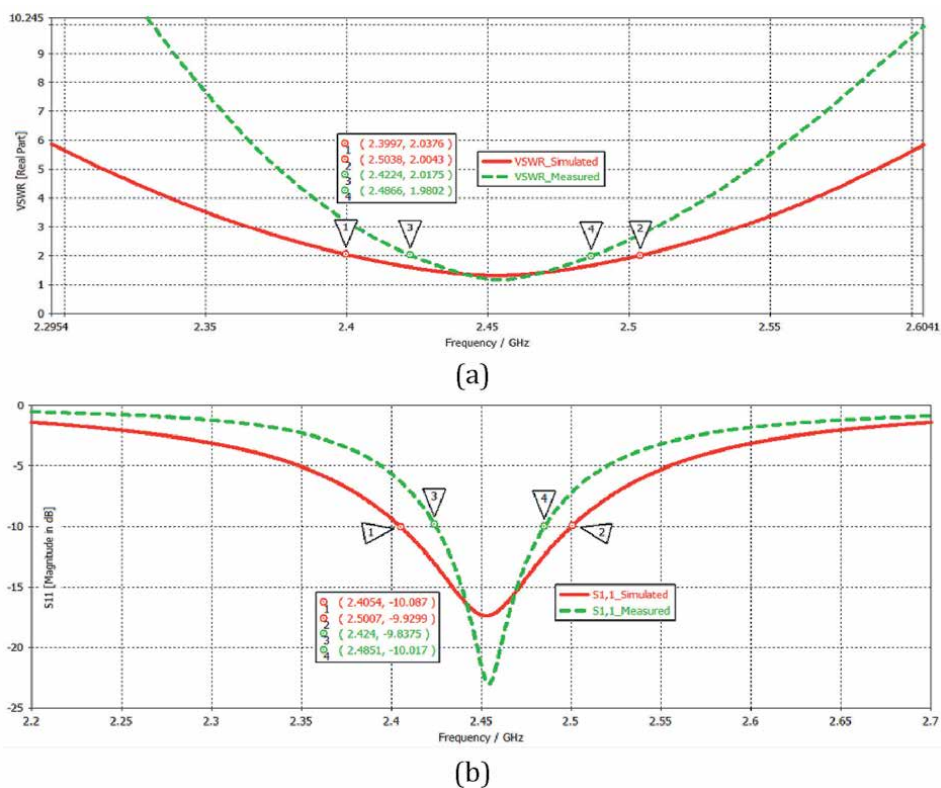 10.245
9
8
7
6
5
4
3
2
1
0
VSWR [Real Part]
1 ( 2.3997, 2.0376 )
2 ( 2.5038, 2.0043 )
3 ( 2.4224, 2.0175 )
4 ( 2.4866, 1.9802 )
VSWR_Simulated
VSWR_Measured
1
3
4
2
2.2954
2.35
2.4
2.45
2.5
2.55
2.6041
Frequency / GHz
(a)
0
-5
-10
-15
-20
-25
S11 [Magnitude in dB]
3
4
1
2
1 ( 2.4054, -10.087 )
2 ( 2.5007, -9.9299 )
3 ( 2.424, -9.8375 )
4 ( 2.4851, -10.017 )
S1,1_Simulated
S1,1_Measured
2.2
2.25
2.3
2.35
2.4
2.45
2.5
2.55
2.6
2.65
2.7
Frequency / GHz
(b)